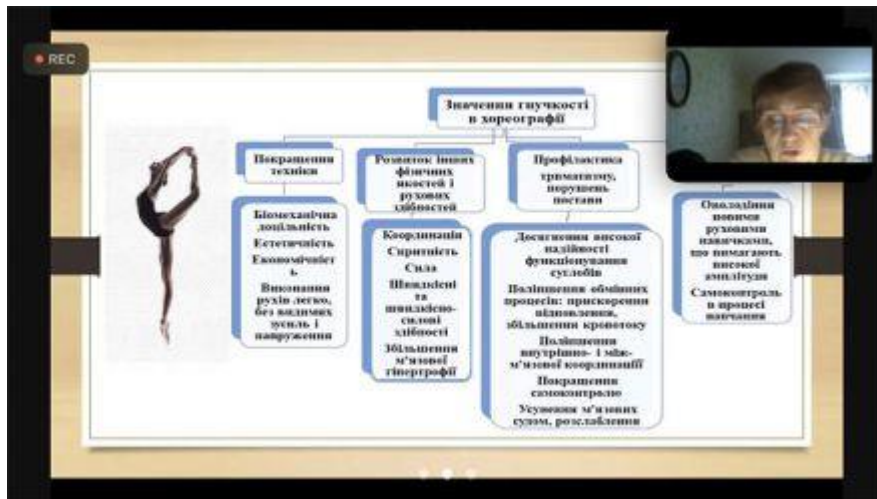 REC
Значення гнучкості
в хореографії
Покращення
техніки
Біомеханічна
доцільність
Естетичність
Економічніст
ь
Виконання
рухів легко,
без видимих
зусиль і
напруження
Розвиток інших
фізичних
якостей і
рухових
здібностей
Координація
Спритність
Сила
Швидкісні
та
швидкісно-
силові
здібності
Збільшення
м'язової
гіпертрофії
Профілактика
травматизму,
порушень
постави
Досягнення високої
надійності
функціонування
суглобів
Поліпшення обмінних
процесів: прискорення
відновлення,
збільшення кровотоку
Поліпшення
внутрішньо- і між-
м'язової координації
Покращення
самоконтролю
Усунення м'язових
судом, розслаблення
Оволодіння
новими
руховими
навичками,
що вимагають
високої
амплітуди
Самоконтроль
в процесі
навчання